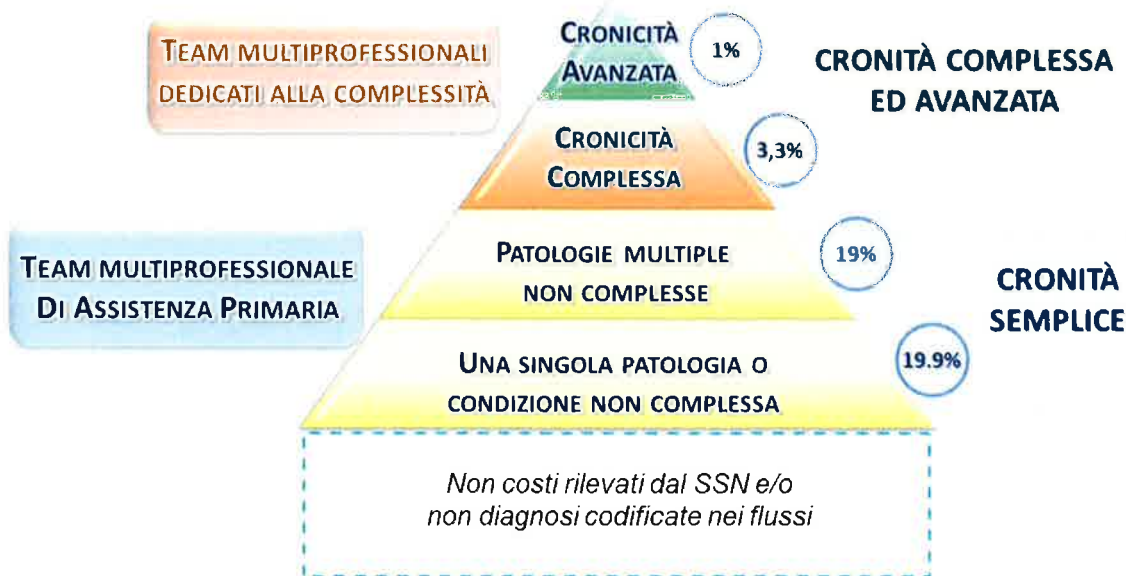 TEAM MULTIPROFESSIONALI
DEDICATI ALLA COMPLESSITÀ
CRONICITÀ
AVANZATA
1%
CRONITÀ COMPLESSA
ED AVANZATA
CRONICITÀ
COMPLESSA
3,3%
TEAM MULTIPROFESSIONALE
DI ASSISTENZA PRIMARIA
PATOLOGIE MULTIPLE
NON COMPLESSE
19%
CRONITÀ
SEMPLICE
UNA SINGOLA PATOLOGIA O
CONDIZIONE NON COMPLESSA
19.9%
Non costi rilevati dal SSN e/o
non diagnosi codificate nei flussi